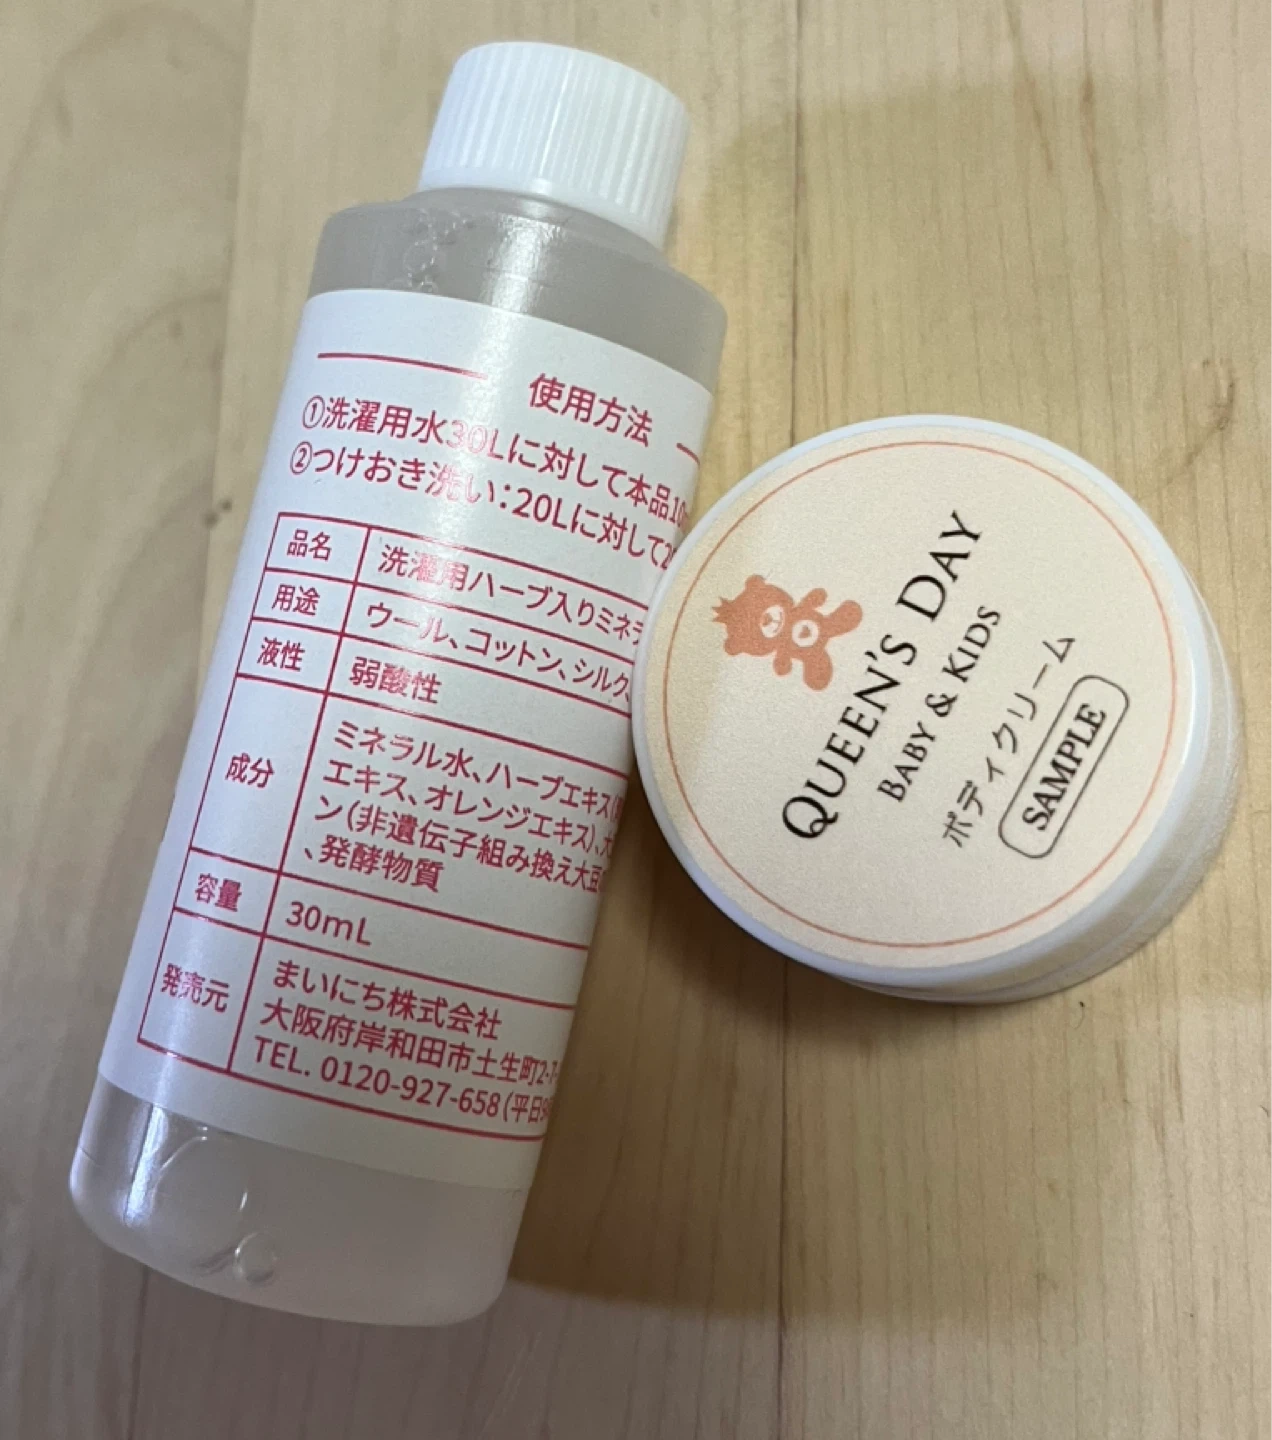 使用方法
①洗濯用水30Lに対して本品10m
②つけおき洗い:20Lに対して2
品名 洗濯用ハーブ入りミネラ
用途 ウール、コットン、シルク、
液性 弱酸性
成分 ミネラル水、ハーブエキス(
エキス、オレンジエキス)、大
ン(非遺伝子組み換え大豆
、発酵物質
容量 30mL
発売元 まいにち株式会社
大阪府岸和田市土生町2-7-
TEL. 0120-927-658(平日9
QUEEN'S DAY
BABY & KIDS
ボディクリーム
SAMPLE